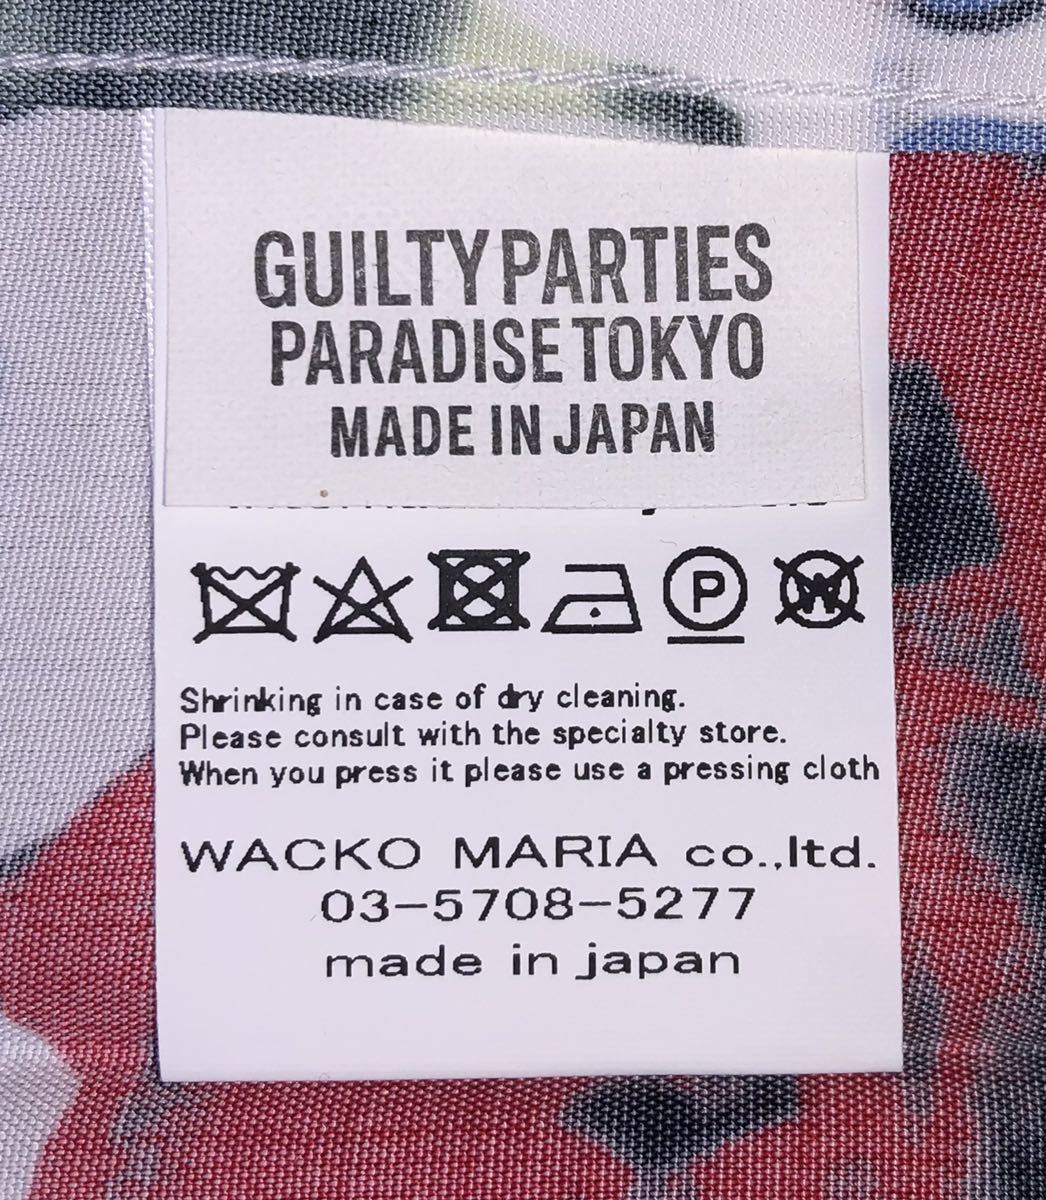 GUILTY PARTIES
PARADISE TOKYO
MADE IN JAPAN
P W
Shrinking in case of dry cleaning.
Please consult with the specialty store.
When you press it please use a pressing cloth
WACKO MARIA co.,ltd.
03-5708-5277
made in japan